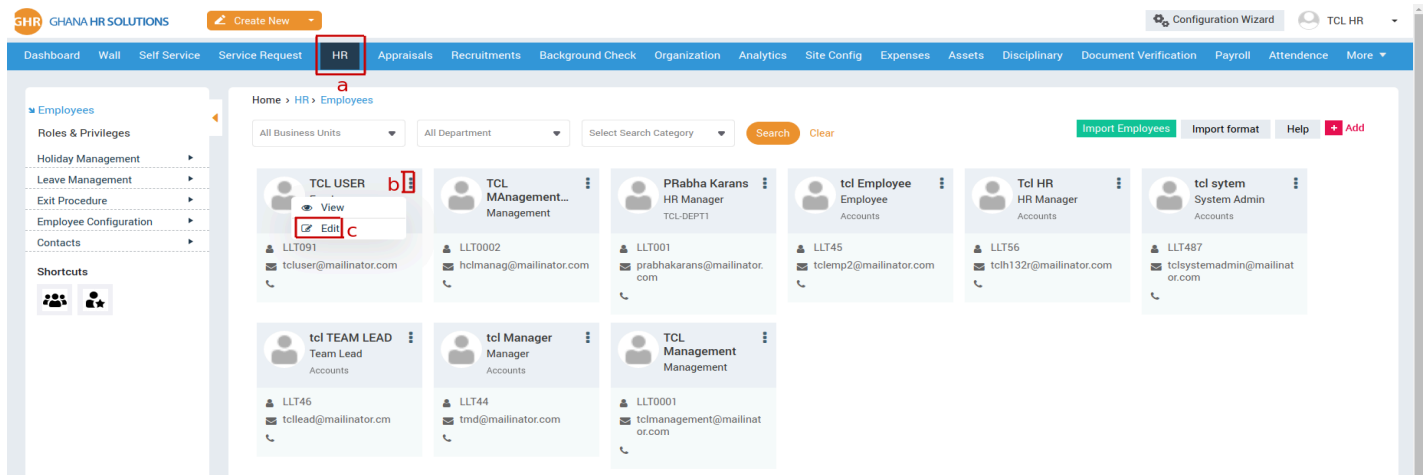 GHR GHANA HR SOLUTIONS Create New Configuration Wizard TCL HR
Dashboard Wall Self Service Service Request HR Appraisals Recruitments Background Check Organization Analytics Site Config Expenses Assets Disciplinary Document Verification Payroll Attendence More
a
Employees
Roles & Privileges
Holiday Management
Leave Management
Exit Procedure
Employee Configuration
Contacts
Shortcuts
Home > HR > Employees
All Business Units All Department Select Search Category Search Clear Import Employees Import format Help + Add
TCL USER
b
View
Edit
c
LLT091
tcluser@mailinator.com
TCL
MAnagement...
Management
LLT0002
hclmanag@mailinator.com
PRabha Karans
HR Manager
TCL-DEPT1
LLT001
prabhakarans@mailinator.
com
tcl Employee
Employee
Accounts
LLT45
tclemp2@mailinator.com
Tcl HR
HR Manager
Accounts
LLT56
tclh132r@mailinator.com
tcl sytem
System Admin
Accounts
LLT487
tclsystemadmin@mailinat
or.com
tcl TEAM LEAD
Team Lead
Accounts
LLT46
tcllead@mailinator.cm
tcl Manager
Manager
Accounts
LLT44
tmd@mailinator.com
TCL
Management
Management
LLT0001
tclmanagement@mailinat
or.com